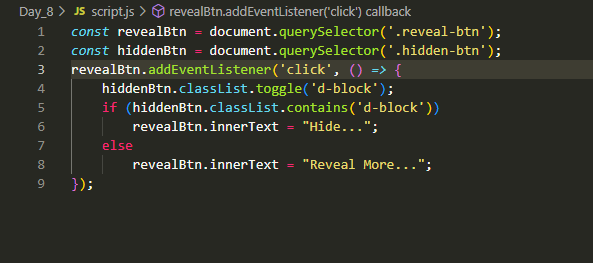 Day_8 > JS script.js > revealBtn.addEventListener('click') callback
1 const revealBtn = document.querySelector('.reveal-btn');
2 const hiddenBtn = document.querySelector('.hidden-btn');
3 revealBtn.addEventListener('click', () => {
4     hiddenBtn.classList.toggle('d-block');
5     if (hiddenBtn.classList.contains('d-block'))
6         revealBtn.innerText = "Hide...";
7     else
8         revealBtn.innerText = "Reveal More...";
9 });